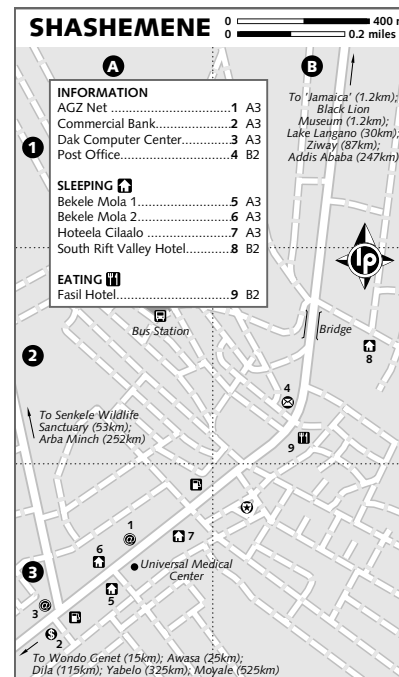 SHASHEMENE
0 400 m
0 0.2 miles
A B
To 'Jamaica' (1.2km);
Black Lion
Museum (1.2km);
Lake Langano (30km);
Ziway (87km);
Addis Ababa (247km)
1
INFORMATION
AGZ Net ................................1 A3
Commercial Bank....................2 A3
Dak Computer Center.............3 A3
Post Office..............................4 B2
SLEEPING
Bekele Mola 1.........................5 A3
Bekele Mola 2.........................6 A3
Hoteela Cilaalo .......................7 A3
South Rift Valley Hotel............8 B2
EATING
Fasil Hotel...............................9 B2
lp
Bus Station
Bridge
8
2
4
9
To Senkele Wildlife
Sanctuary (53km);
Arba Minch (252km)
1
@
7
6
Universal Medical
Center
3
5
@
3
$
2
To Wondo Genet (15km); Awasa (25km);
Dila (115km); Yabelo (325km); Moyale (525km)